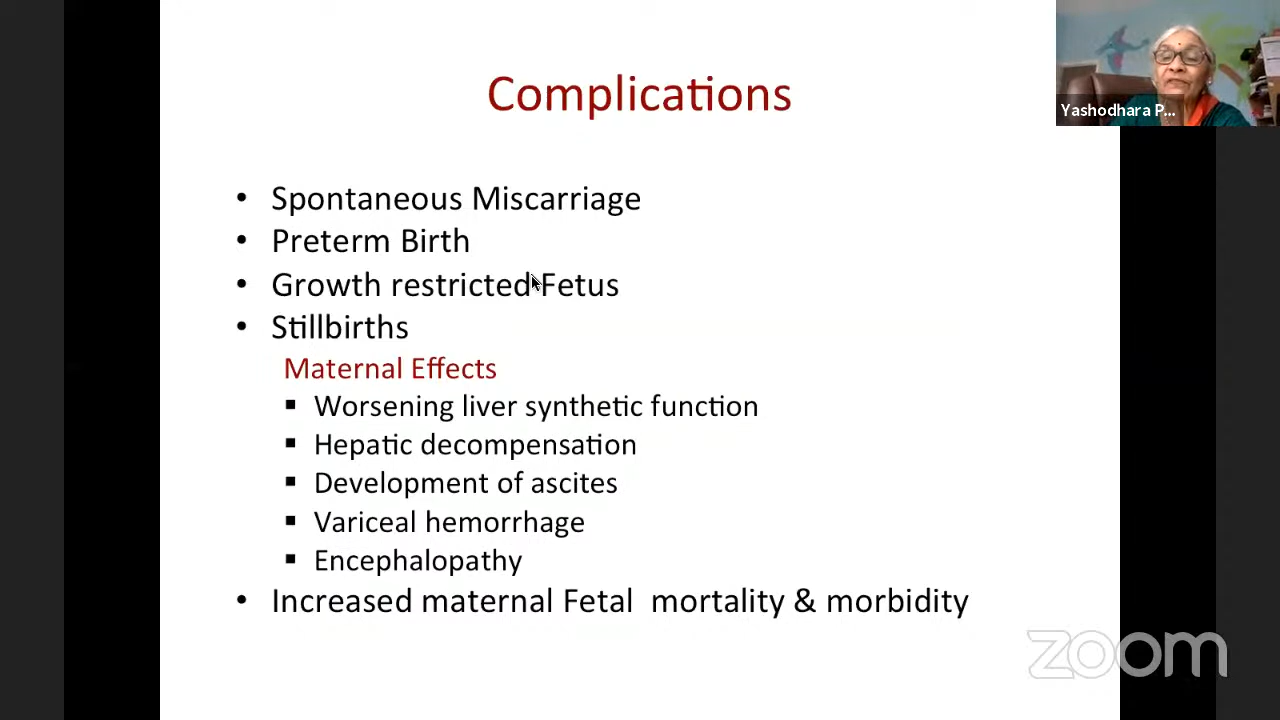 Complications
Yashodhara P...
• Spontaneous Miscarriage
• Preterm Birth
• Growth restricted Fetus
• Stillbirths
Maternal Effects
▪ Worsening liver synthetic function
▪ Hepatic decompensation
▪ Development of ascites
▪ Variceal hemorrhage
▪ Encephalopathy
• Increased maternal Fetal  mortality & morbidity
zoom